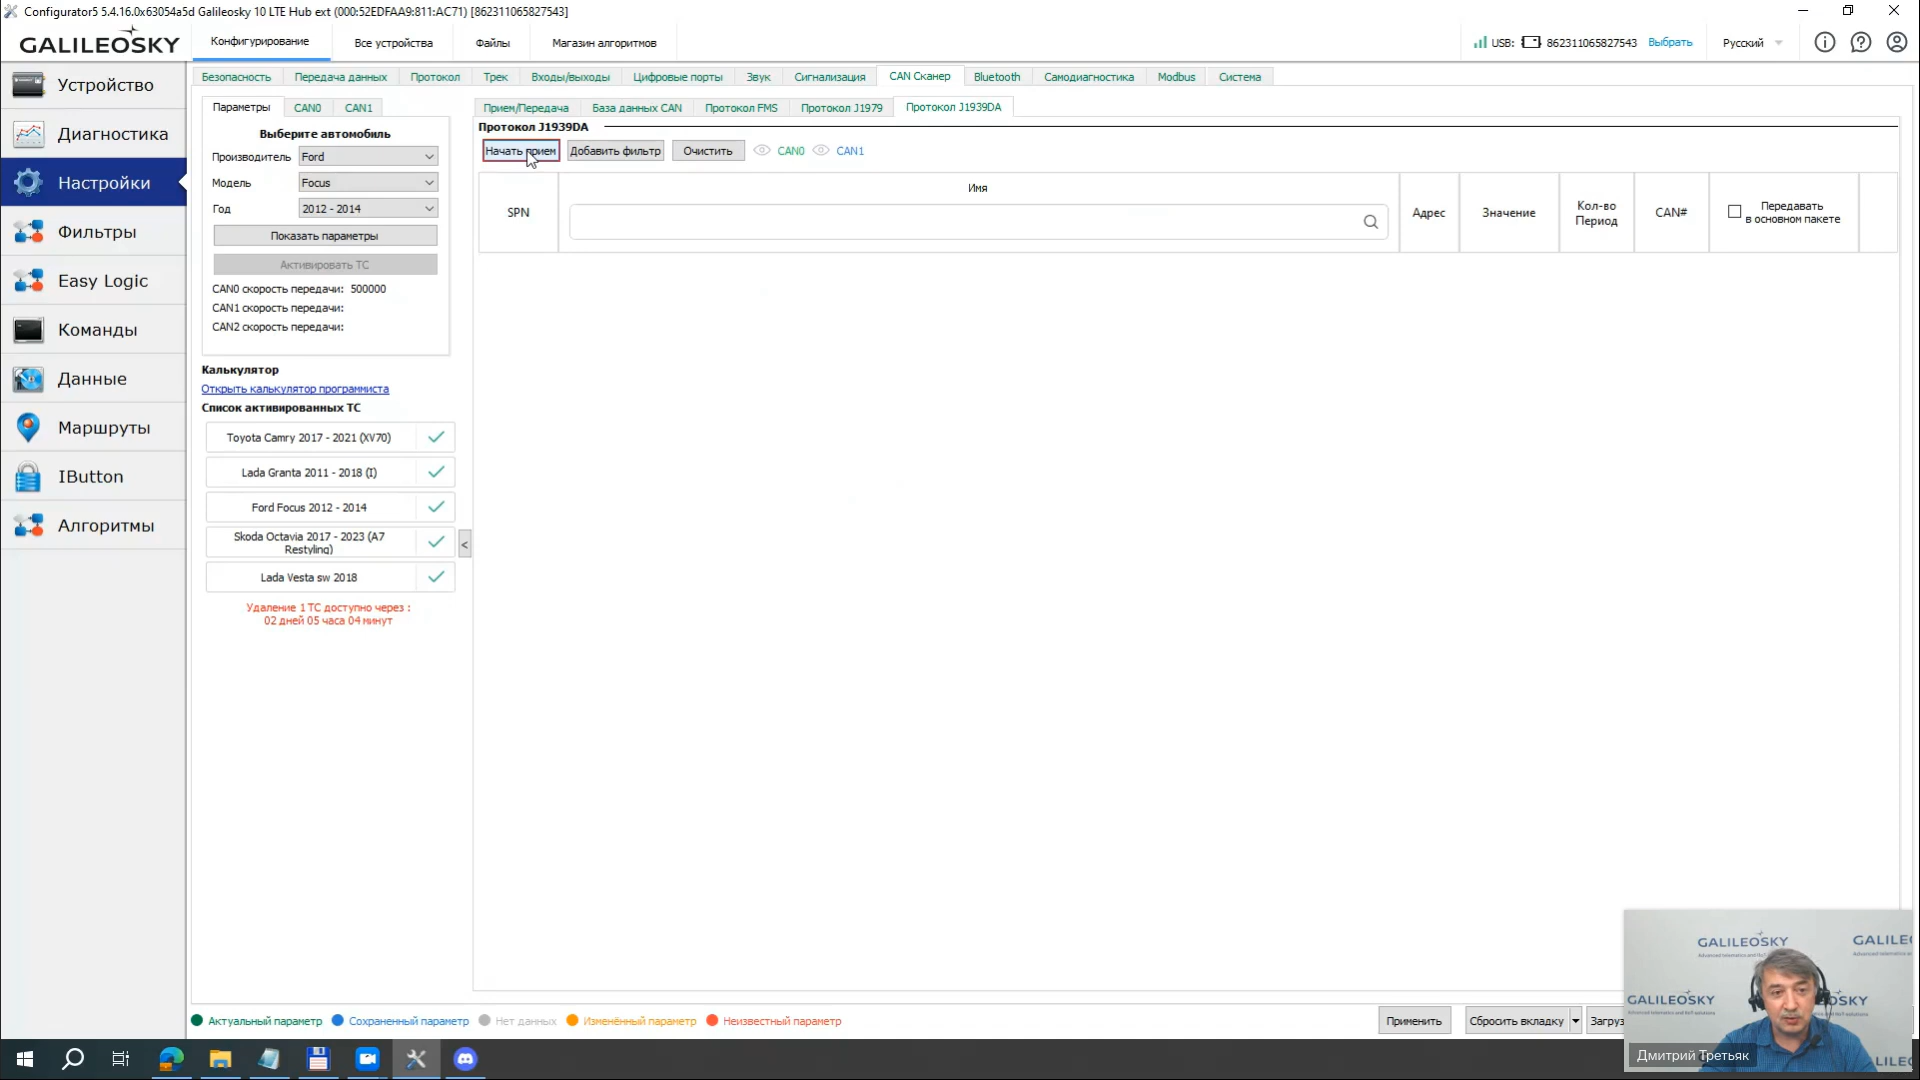 Configurator5 5.4.16.0x63054a5d Galileosky 10 LTE Hub ext (000:52EDFAA9:811:AC71) [862311065827543]
GALILEOSKY
Конфигурирование
Все устройства
Файлы
Магазин алгоритмов
USB:
862311065827543
Выбрать
Русский
Устройство
Диагностика
Настройки
Фильтры
Easy Logic
Команды
Данные
Маршруты
IButton
Алгоритмы
Безопасность
Передача данных
Протокол
Трек
Входы/выходы
Цифровые порты
Звук
Сигнализация
CAN Сканер
Bluetooth
Самодиагностика
Modbus
Система
Параметры
CAN0
CAN1
Выберите автомобиль
Производитель
Ford
Модель
Focus
Год
2012 - 2014
Показать параметры
Активировать ТС
CAN0 скорость передачи: 500000
CAN1 скорость передачи:
CAN2 скорость передачи:
Калькулятор
Открыть калькулятор программиста
Список активированных ТС
Toyota Camry 2017 - 2021 (XV70)
Lada Granta 2011 - 2018 (I)
Ford Focus 2012 - 2014
Skoda Octavia 2017 - 2023 (A7
Restyling)
Lada Vesta sw 2018
Удаление 1 ТС доступно через :
02 дней 05 часа 04 минут
<
Прием/Передача
База данных CAN
Протокол FMS
Протокол J1979
Протокол J1939DA
Протокол J1939DA
Начать прием
Добавить фильтр
Очистить
CAN0
CAN1
SPN
Имя
Адрес
Значение
Кол-во
Период
CAN#
Передавать
в основном пакете
Актуальный параметр
Сохраненный параметр
Нет данных
Изменённый параметр
Неизвестный параметр
Применить
Сбросить вкладку
Загруз
GALILEOSKY
GALILE
GALILEOSKY
Дмитрий Третьяк